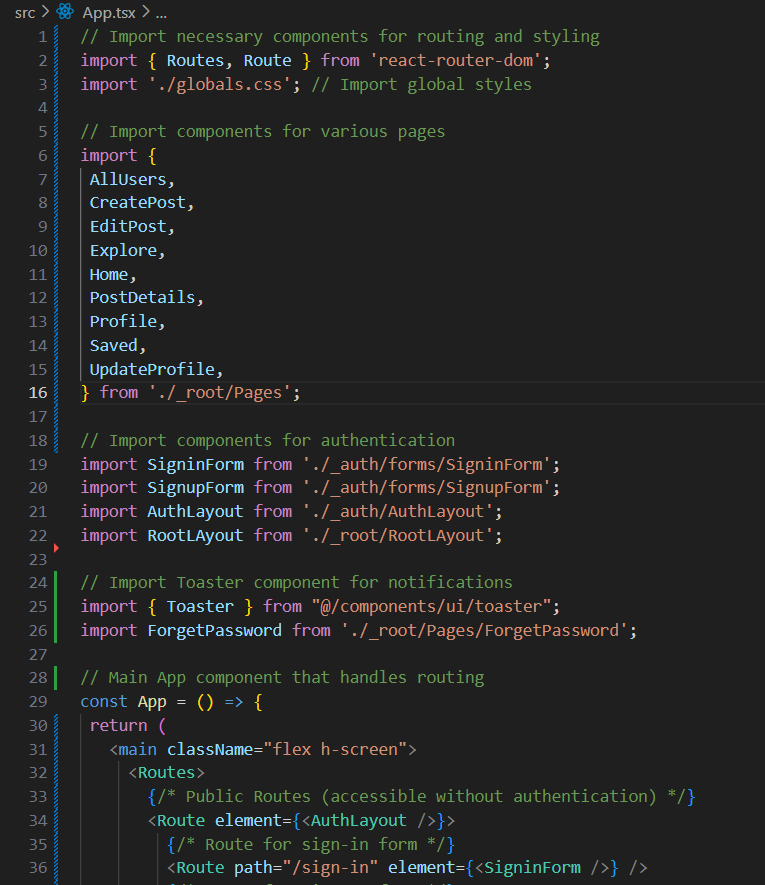 src > App.tsx > ...
1 // Import necessary components for routing and styling
2 import { Routes, Route } from 'react-router-dom';
3 import './globals.css'; // Import global styles
4
5 // Import components for various pages
6 import {
7 AllUsers,
8 CreatePost,
9 EditPost,
10 Explore,
11 Home,
12 PostDetails,
13 Profile,
14 Saved,
15 UpdateProfile,
16 } from './_root/Pages';
17
18 // Import components for authentication
19 import SigninForm from './_auth/forms/SigninForm';
20 import SignupForm from './_auth/forms/SignupForm';
21 import AuthLayout from './_auth/AuthLayout';
22 import RootLAyout from './_root/RootLAyout';
23
24 // Import Toaster component for notifications
25 import { Toaster } from "@/components/ui/toaster";
26 import ForgetPassword from './_root/Pages/ForgetPassword';
27
28 // Main App component that handles routing
29 const App = () => {
30 return (
31 <main className="flex h-screen">
32 <Routes>
33 {/* Public Routes (accessible without authentication) */}
34 <Route element={<AuthLayout />}>
35 {/* Route for sign-in form */}
36 <Route path="/sign-in" element={<SigninForm />} />